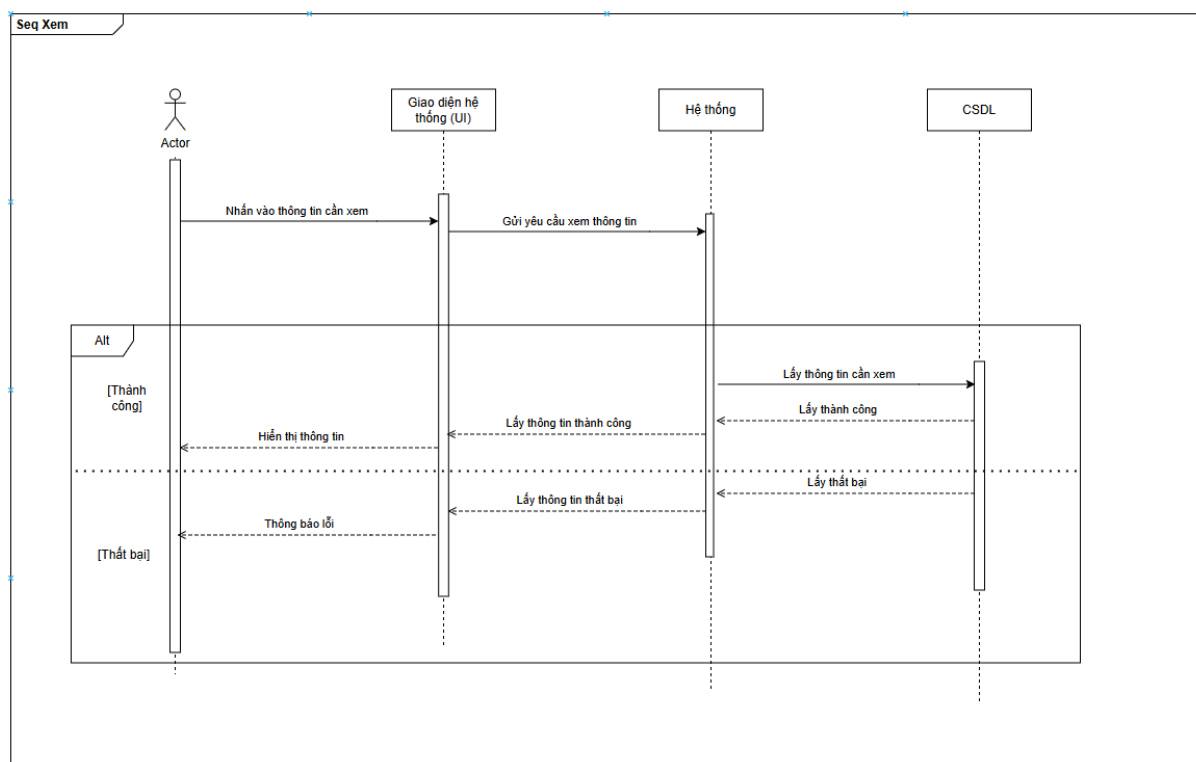 Seq Xem
Actor
Giao diện hệ
thống (UI)
Hệ thống
CSDL
Nhấn vào thông tin cần xem
Gửi yêu cầu xem thông tin
Alt
[Thành
công]
Lấy thông tin cần xem
Lấy thành công
Lấy thông tin thành công
Hiển thị thông tin
Lấy thất bại
Lấy thông tin thất bại
Thông báo lỗi
[Thất bại]